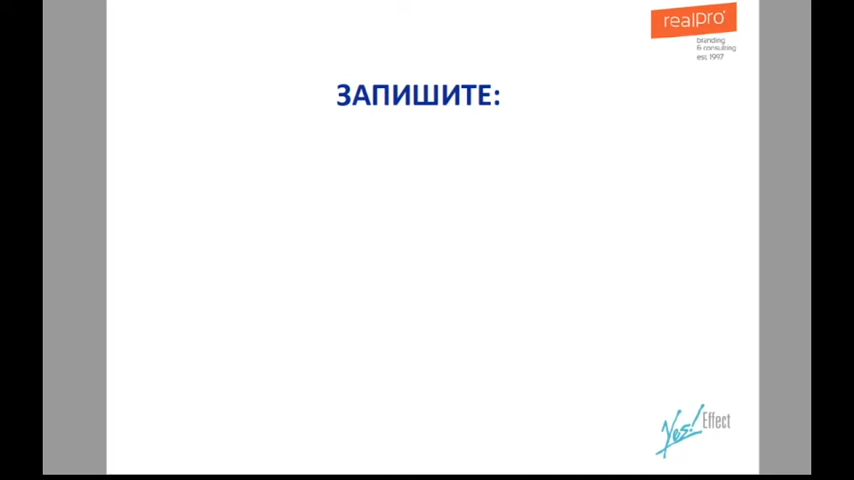 realpro
branding
& consulting
est. 1997
ЗАПИШИТЕ:
Yes! Effect